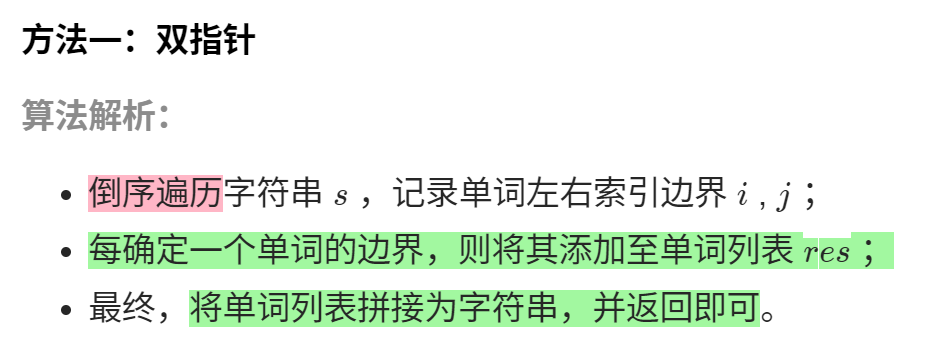 方法一：双指针
算法解析：
• 倒序遍历字符串 s ，记录单词左右索引边界 i , j ；
• 每确定一个单词的边界，则将其添加至单词列表 res ；
• 最终，将单词列表拼接为字符串，并返回即可。